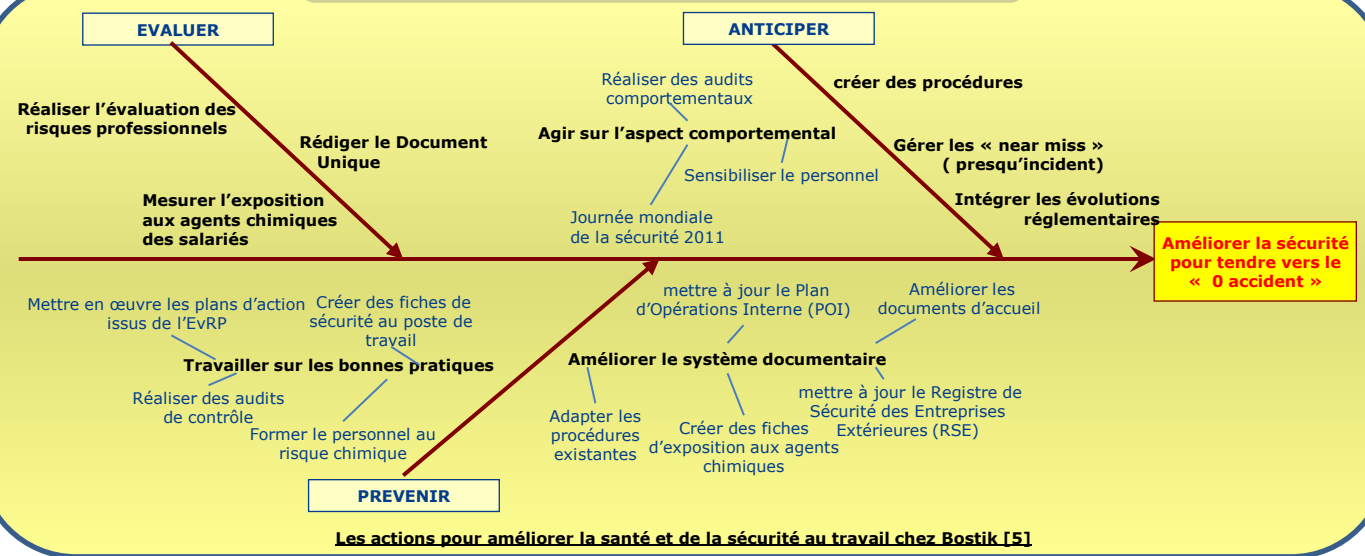 EVALUER
ANTICIPER
Réaliser l'évaluation des
risques professionnels
Rédiger le Document
Unique
Mesurer l'exposition
aux agents chimiques
des salariés
Réaliser des audits
comportementaux
Agir sur l'aspect comportemental
Sensibiliser le personnel
Journée mondiale
de la sécurité 2011
créer des procédures
Gérer les « near miss »
( presqu'incident)
Intégrer les évolutions
réglementaires
Améliorer la sécurité
pour tendre vers le
« 0 accident »
Mettre en œuvre les plans d'action
issus de l'EvRP
Créer des fiches de
sécurité au poste de
travail
Travailler sur les bonnes pratiques
Réaliser des audits
de contrôle
Former le personnel au
risque chimique
mettre à jour le Plan
d'Opérations Interne (POI)
Améliorer les
documents d'accueil
Améliorer le système documentaire
Adapter les
procédures
existantes
Créer des fiches
d'exposition aux agents
chimiques
mettre à jour le Registre de
Sécurité des Entreprises
Extérieures (RSE)
PREVENIR
Les actions pour améliorer la santé et de la sécurité au travail chez Bostik [5]